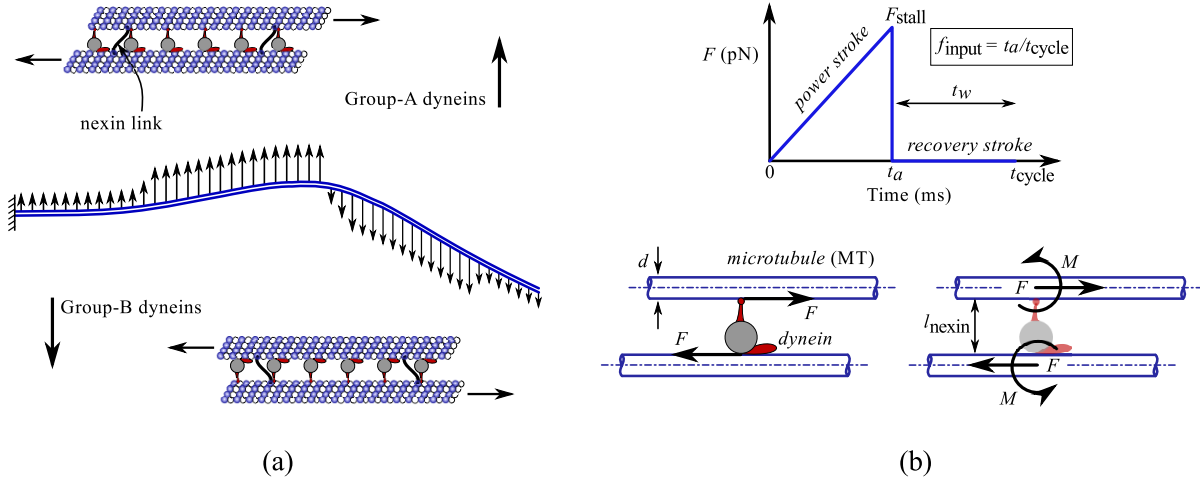 Group-A dyneins
nexin link
Group-B dyneins
(a)
F (pN)
F_stall
power stroke
f_input = t_a/t_cycle
t_w
recovery stroke
0
t_a
t_cycle
Time (ms)
d
microtubule (MT)
F
F
dynein
M
F
l_nexin
F
M
(b)